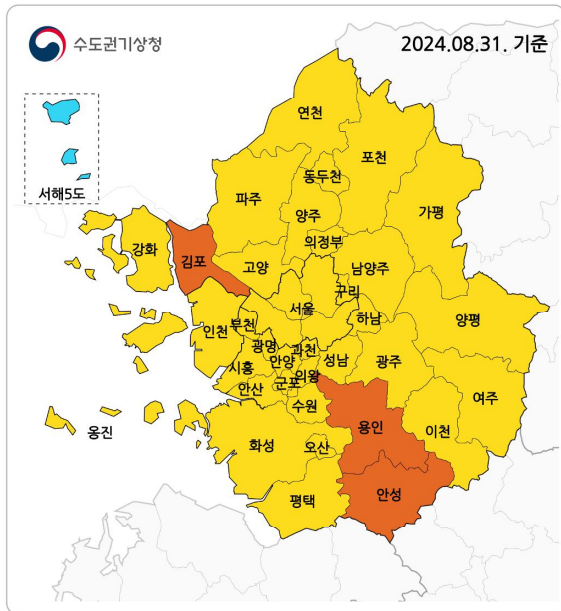 수도권기상청
2024.08.31. 기준
서해5도
연천
포천
동두천
파주
양주
가평
의정부
강화
김포
고양
남양주
구리
서울
양평
인천
부천
하남
광명
과천
시흥
안양
성남
광주
의왕
안산
군포
여주
수원
용인
이천
옹진
화성
오산
평택
안성